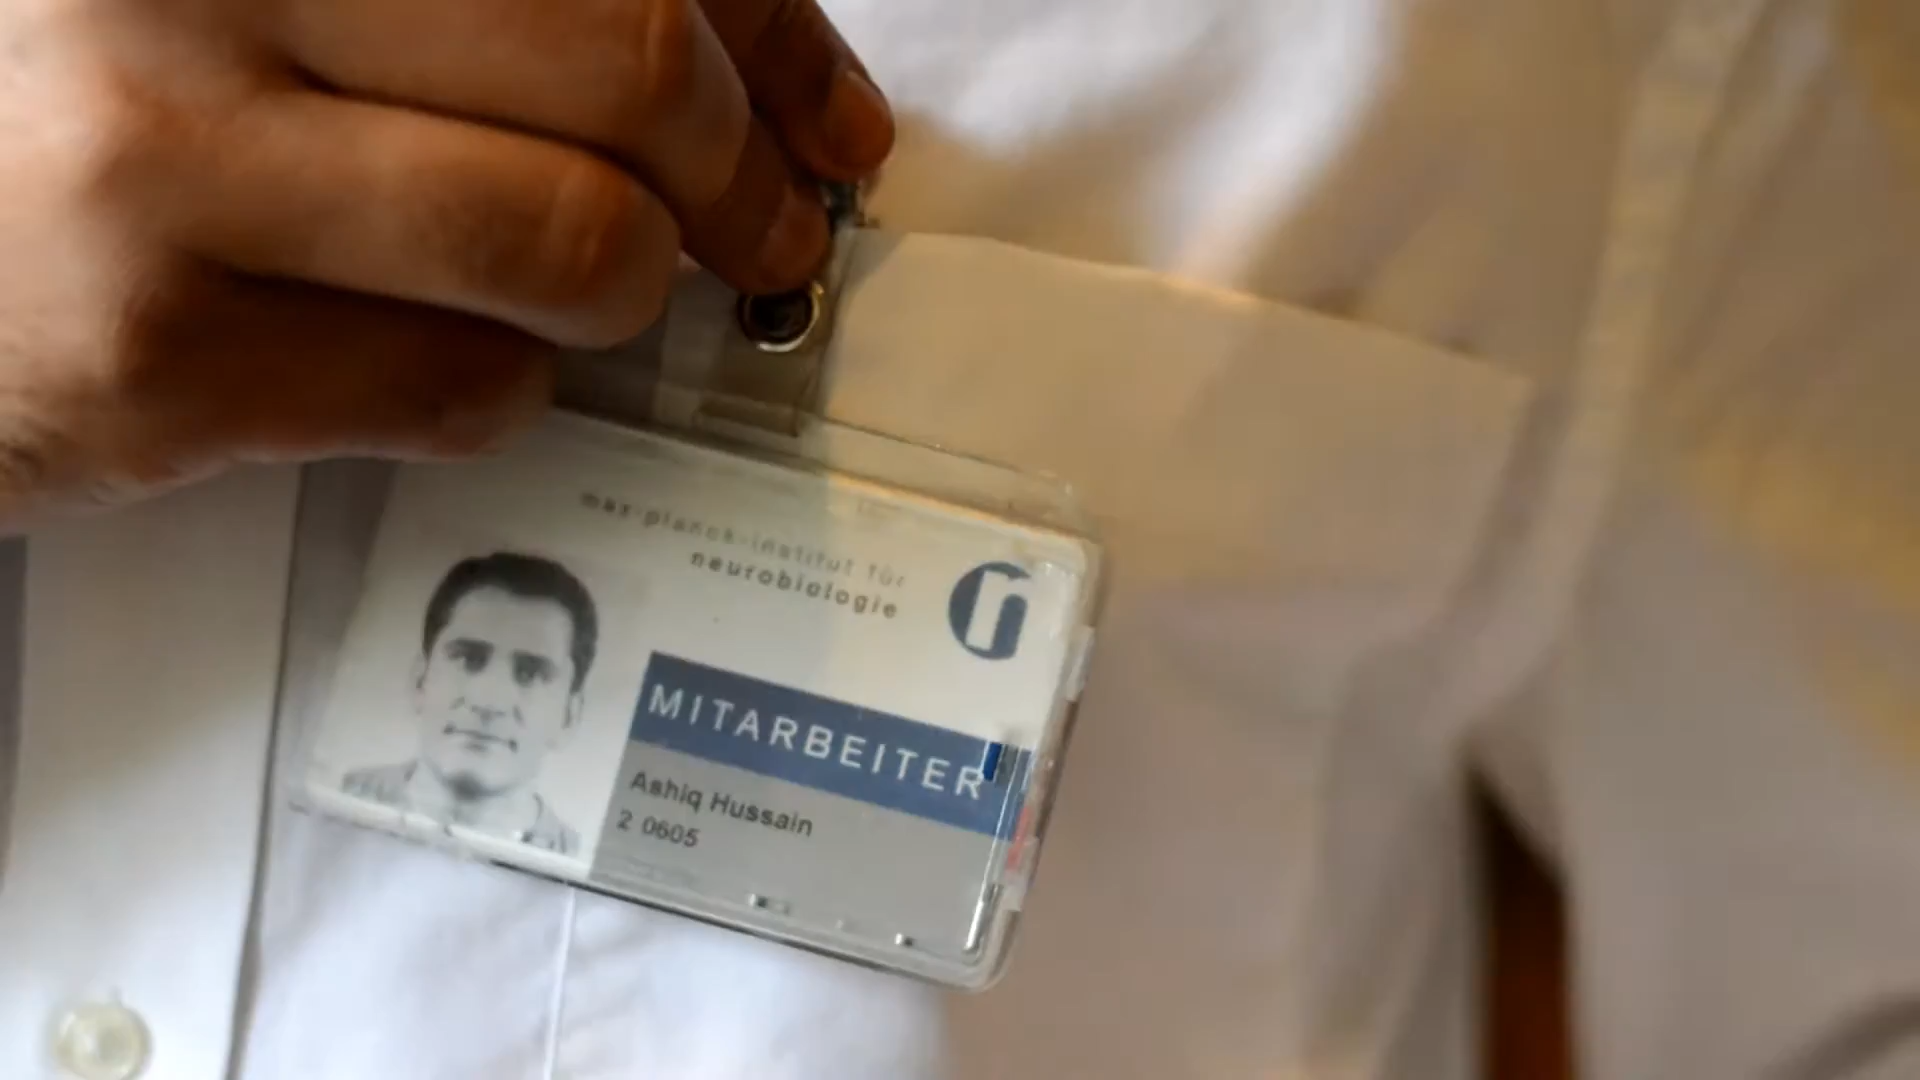 max-planck-institut für
neurobiologie
MITARBEITER
Ashiq Hussain
2 0605